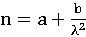 n = a + b/λ²